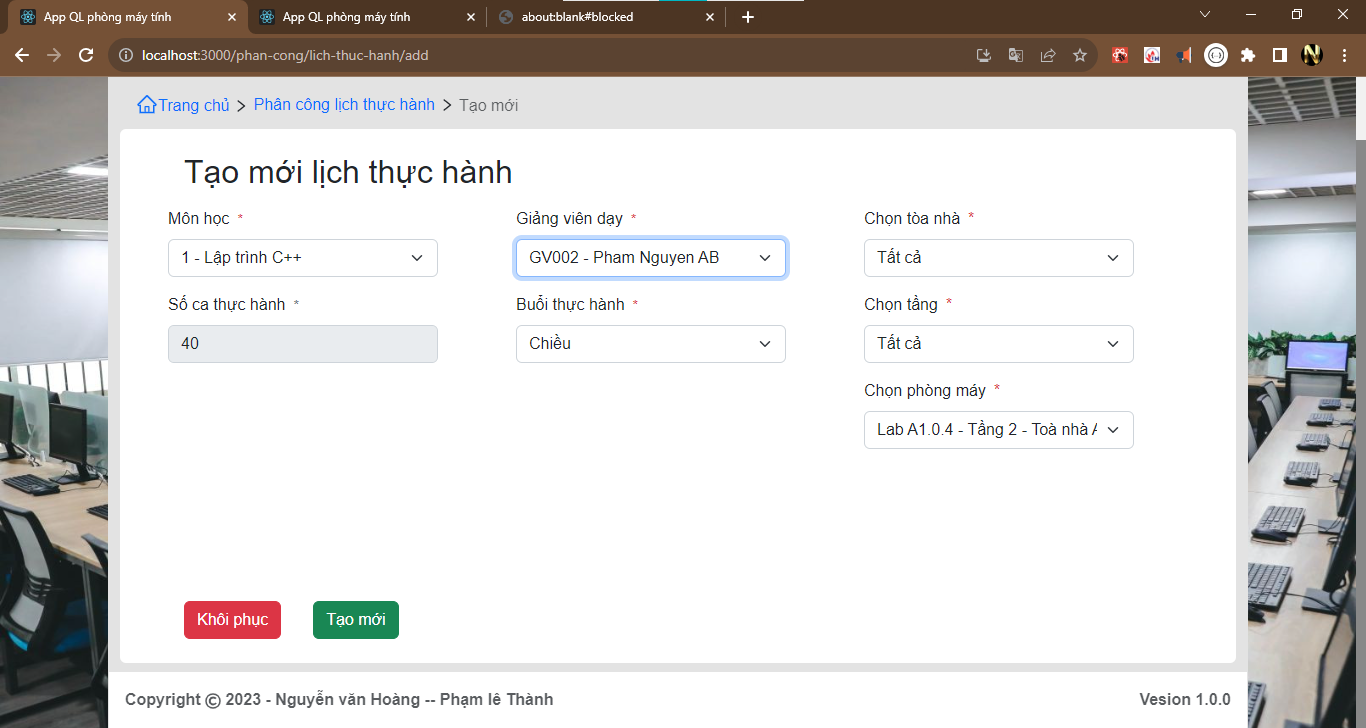 App QL phòng máy tính
App QL phòng máy tính
about:blank#blocked
localhost:3000/phan-cong/lich-thuc-hanh/add
Trang chủ > Phân công lịch thực hành > Tạo mới
Tạo mới lịch thực hành
Môn học *
Giảng viên dạy *
Chọn tòa nhà *
1 - Lập trình C++
GV002 - Pham Nguyen AB
Tất cả
Số ca thực hành *
Buổi thực hành *
Chọn tầng *
40
Chiều
Tất cả
Chọn phòng máy *
Lab A1.0.4 - Tầng 2 - Toà nhà A
Khôi phục
Tạo mới
Copyright © 2023 - Nguyễn văn Hoàng -- Phạm lê Thành
Vesion 1.0.0